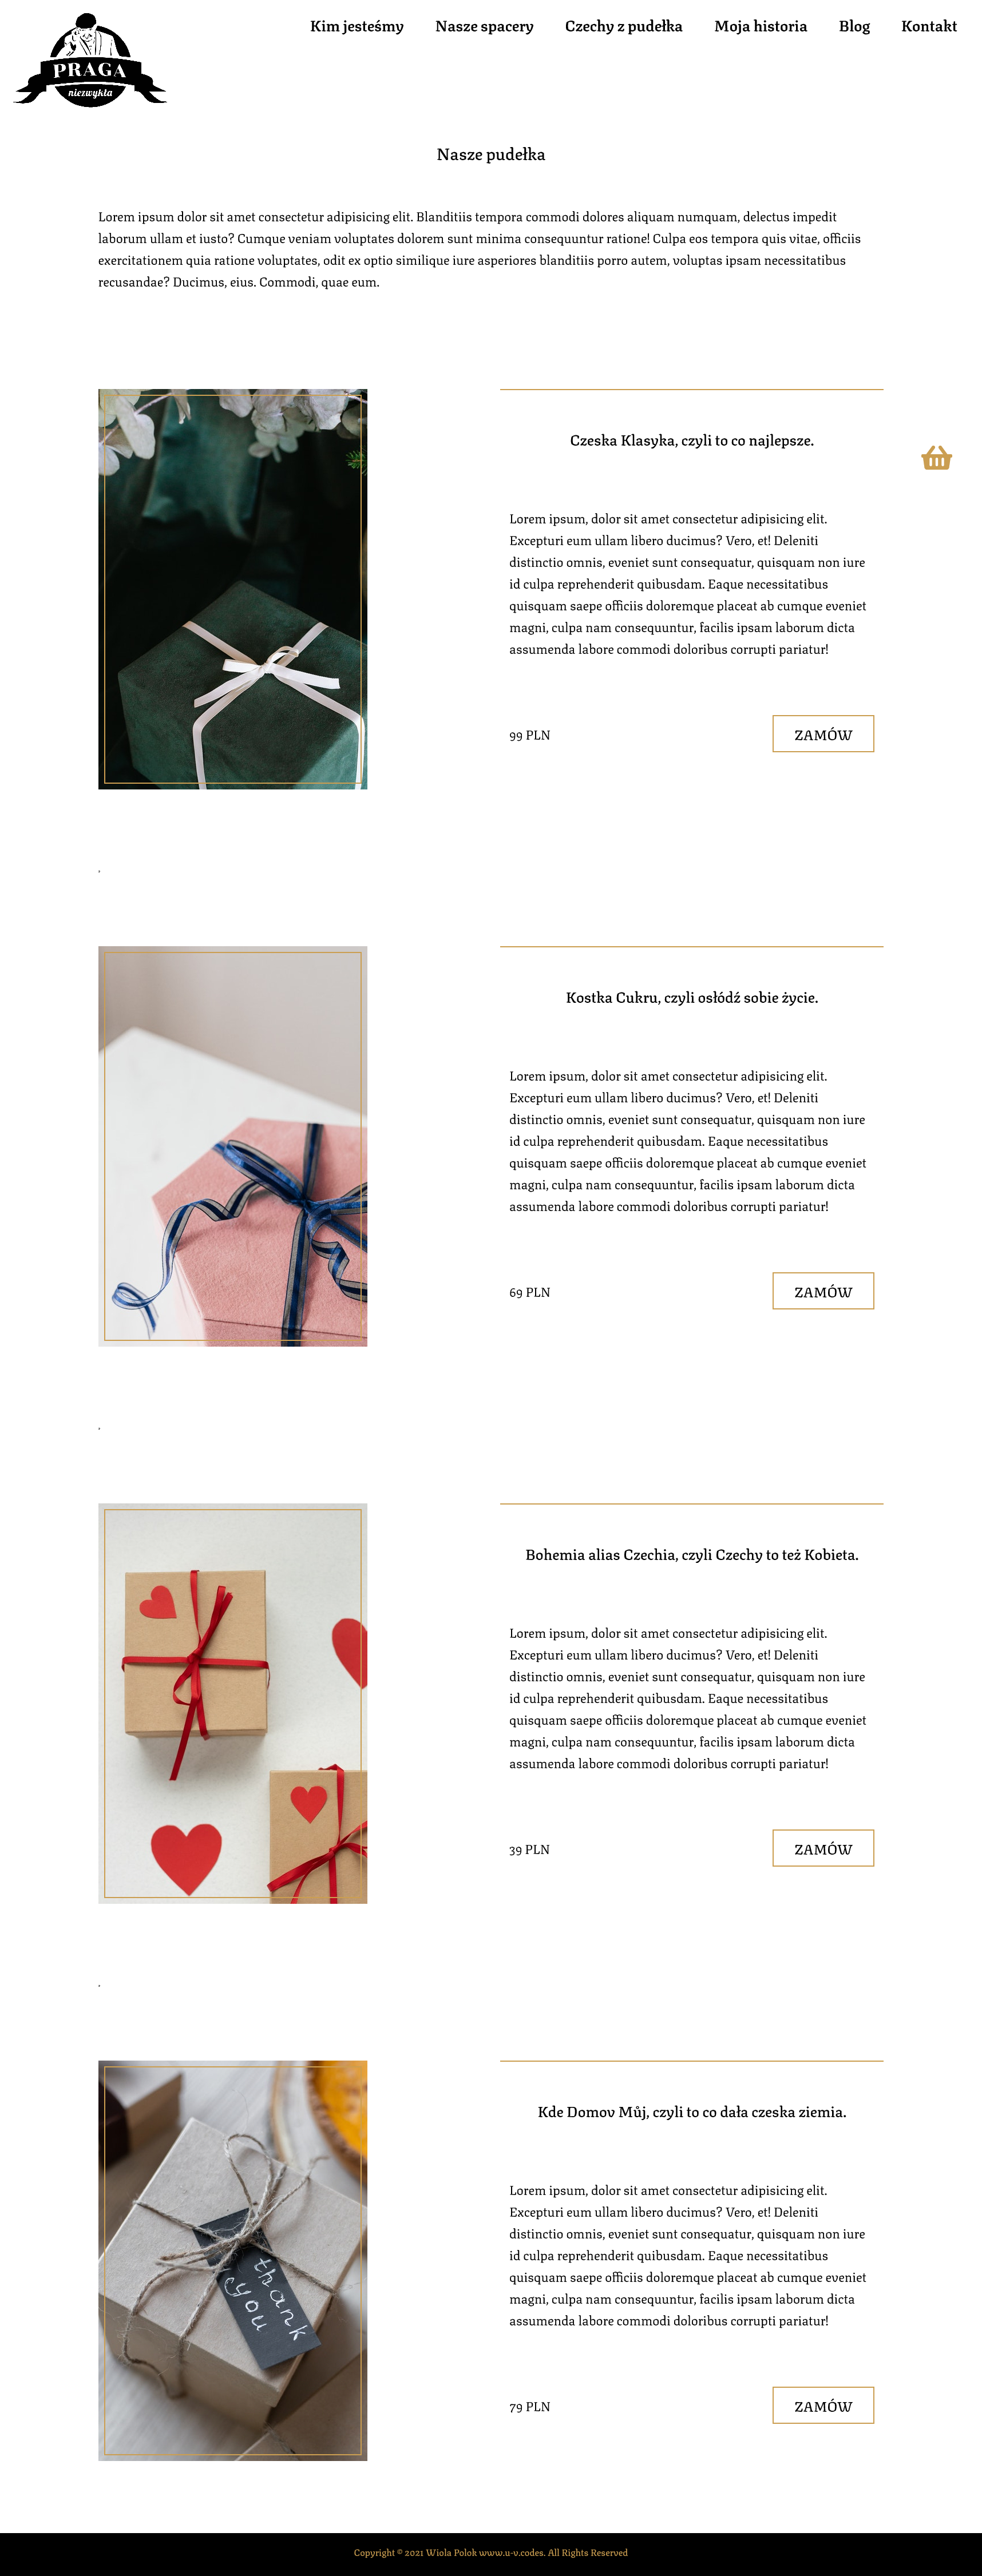 PRAGA
niezwykła
Kim jesteśmy Nasze spacery Czechy z pudełka Moja historia Blog Kontakt
Nasze pudełka
Lorem ipsum dolor sit amet consectetur adipisicing elit. Blanditiis tempora commodi dolores aliquam numquam, delectus impedit
laborum ullam et iusto? Cumque veniam voluptates dolorem sunt minima consequuntur ratione! Culpa eos tempora quis vitae, officiis
exercitationem quia ratione voluptates, odit ex optio similique iure asperiores blanditiis porro autem, voluptas ipsam necessitatibus
recusandae? Ducimus, eius. Commodi, quae eum.
Czeska Klasyka, czyli to co najlepsze.
Lorem ipsum, dolor sit amet consectetur adipisicing elit.
Excepturi eum ullam libero ducimus? Vero, et! Deleniti
distinctio omnis, eveniet sunt consequatur, quisquam non iure
id culpa reprehenderit quibusdam. Eaque necessitatibus
quisquam saepe officiis doloremque placeat ab cumque eveniet
magni, culpa nam consequuntur, facilis ipsam laborum dicta
assumenda labore commodi doloribus corrupti pariatur!
99 PLN ZAMÓW
Kostka Cukru, czyli osłódź sobie życie.
Lorem ipsum, dolor sit amet consectetur adipisicing elit.
Excepturi eum ullam libero ducimus? Vero, et! Deleniti
distinctio omnis, eveniet sunt consequatur, quisquam non iure
id culpa reprehenderit quibusdam. Eaque necessitatibus
quisquam saepe officiis doloremque placeat ab cumque eveniet
magni, culpa nam consequuntur, facilis ipsam laborum dicta
assumenda labore commodi doloribus corrupti pariatur!
69 PLN ZAMÓW
Bohemia alias Czechia, czyli Czechy to też Kobieta.
Lorem ipsum, dolor sit amet consectetur adipisicing elit.
Excepturi eum ullam libero ducimus? Vero, et! Deleniti
distinctio omnis, eveniet sunt consequatur, quisquam non iure
id culpa reprehenderit quibusdam. Eaque necessitatibus
quisquam saepe officiis doloremque placeat ab cumque eveniet
magni, culpa nam consequuntur, facilis ipsam laborum dicta
assumenda labore commodi doloribus corrupti pariatur!
39 PLN ZAMÓW
thank
you
Kde Domov Můj, czyli to co dała czeska ziemia.
Lorem ipsum, dolor sit amet consectetur adipisicing elit.
Excepturi eum ullam libero ducimus? Vero, et! Deleniti
distinctio omnis, eveniet sunt consequatur, quisquam non iure
id culpa reprehenderit quibusdam. Eaque necessitatibus
quisquam saepe officiis doloremque placeat ab cumque eveniet
magni, culpa nam consequuntur, facilis ipsam laborum dicta
assumenda labore commodi doloribus corrupti pariatur!
79 PLN ZAMÓW
Copyright © 2021 Wiola Polok www.u-v.codes. All Rights Reserved